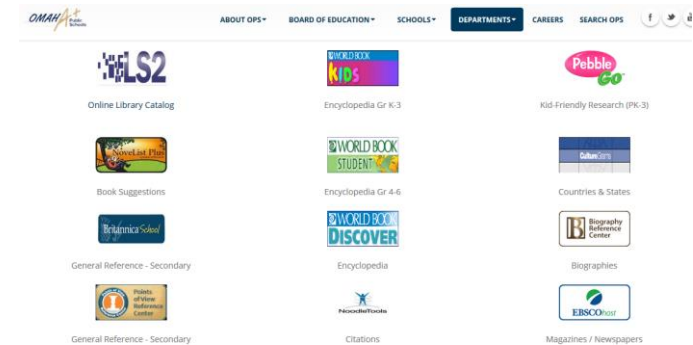 OMAHA Public Schools
ABOUT OPS BOARD OF EDUCATION SCHOOLS DEPARTMENTS CAREERS SEARCH OPS
LS2 WORLD BOOK KIDS Pebble Go
Online Library Catalog Encyclopedia Gr K-3 Kid-Friendly Research (PK-3)
NoveList Plus WORLD BOOK STUDENT CultureGrams
Book Suggestions Encyclopedia Gr 4-6 Countries & States
Britannica School WORLD BOOK DISCOVER Biography Reference Center
General Reference - Secondary Encyclopedia Biographies
Points of View Reference Center NoodleTools EBSCOhost
General Reference - Secondary Citations Magazines / Newspapers